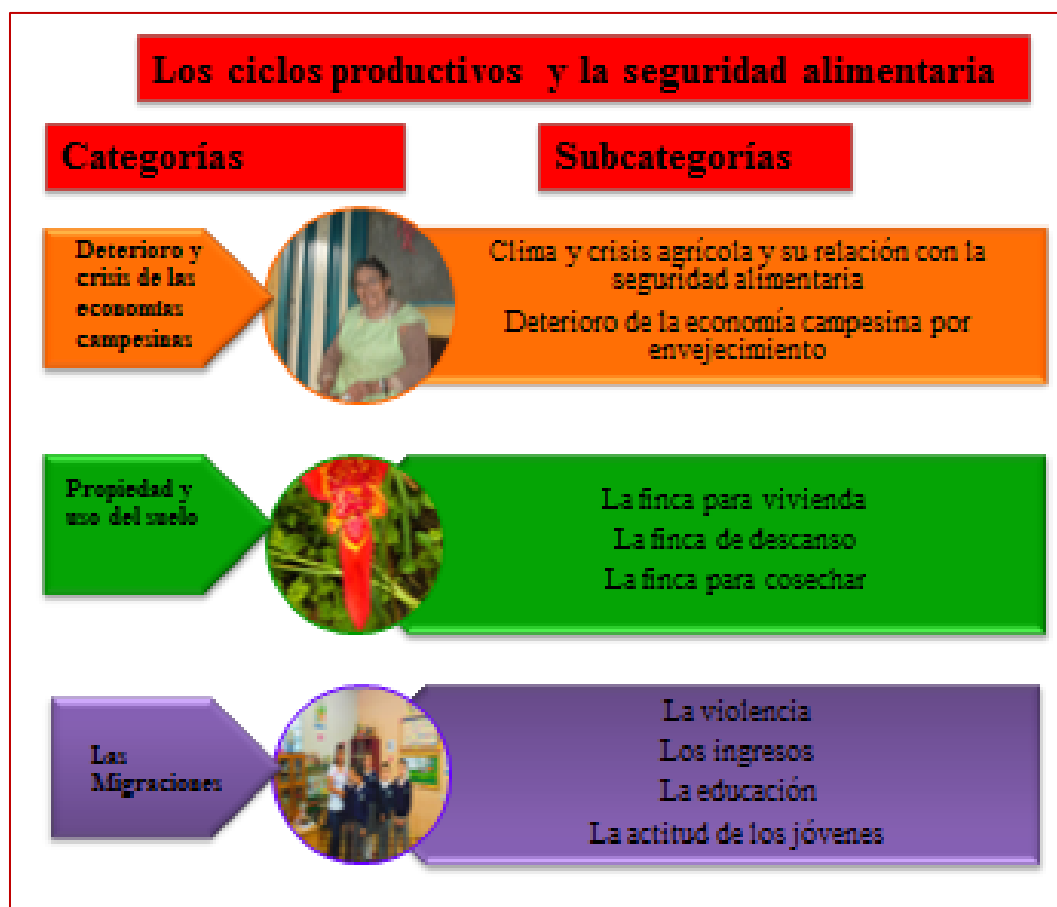 Los ciclos productivos y la seguridad alimentaria
Categorías
Subcategorías
Deterioro y
crisis de las
economías
campesinas
Clima y crisis agrícola y su relación con la
seguridad alimentaria
Deterioro de la economía campesina por
envejecimiento
Propiedad y
uso del suelo
La finca para vivienda
La finca de descanso
La finca para cosechar
Las
Migraciones
La violencia
Los ingresos
La educación
La actitud de los jóvenes